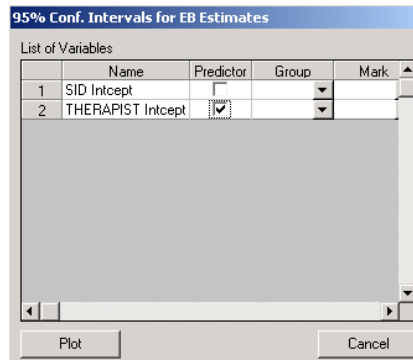 95% Conf. Intervals for EB Estimates
List of Variables
Name Predictor Group Mark
1 SID Intcept
2 THERAPIST Intcept
Plot Cancel